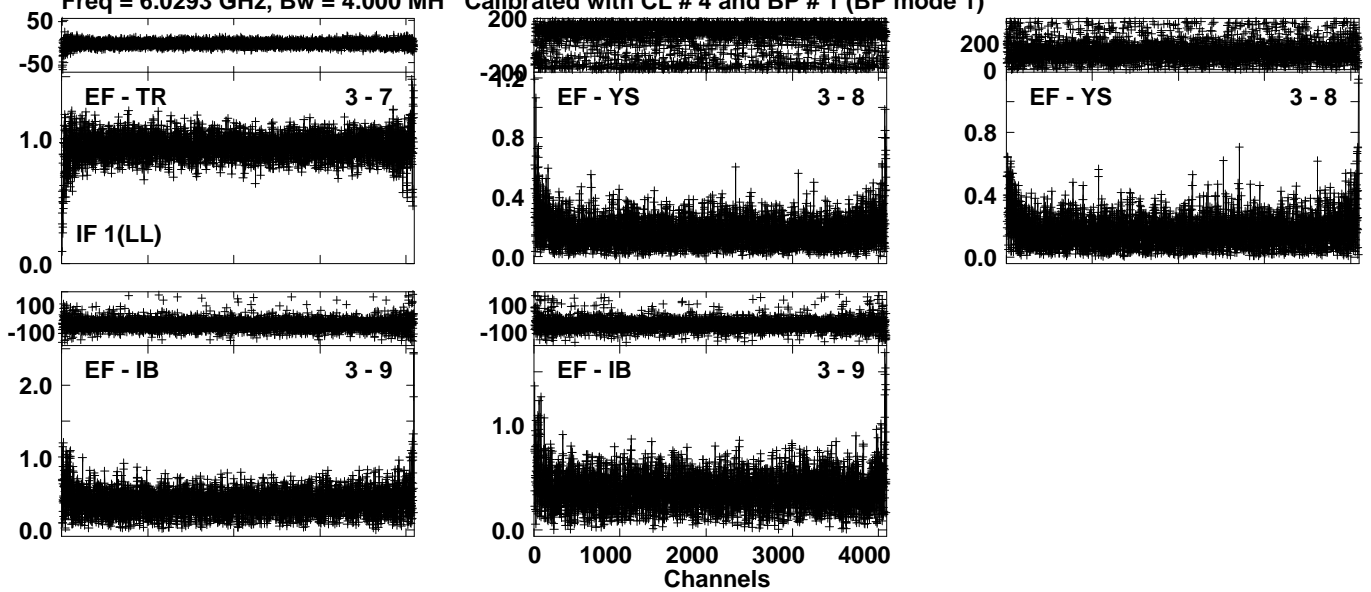 Freq = 6.0293 GHz, Bw = 4.000 MH Calibrated with CL # 4 and BP # 1 (BP mode 1)
50
-50
EF - TR 3 - 7
1.0
IF 1(LL)
0.0
200
-200
1.2
EF - YS 3 - 8
0.8
0.4
0.0
200
0
EF - YS 3 - 8
0.8
0.4
0.0
100
-100
EF - IB 3 - 9
2.0
1.0
0.0
100
-100
EF - IB 3 - 9
1.0
0.0
0 1000 2000 3000 4000
Channels